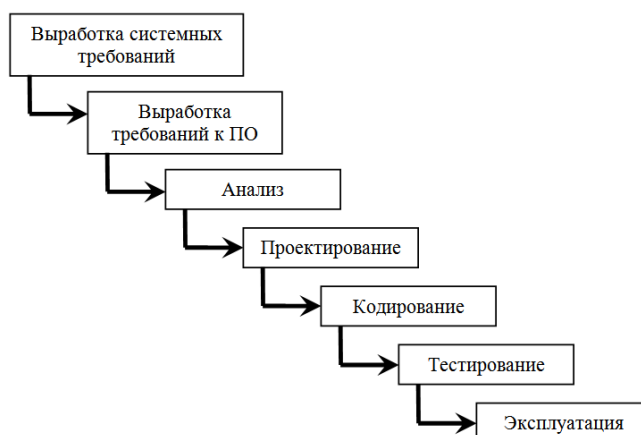 Выработка системных
требований
Выработка
требований к ПО
Анализ
Проектирование
Кодирование
Тестирование
Эксплуатация